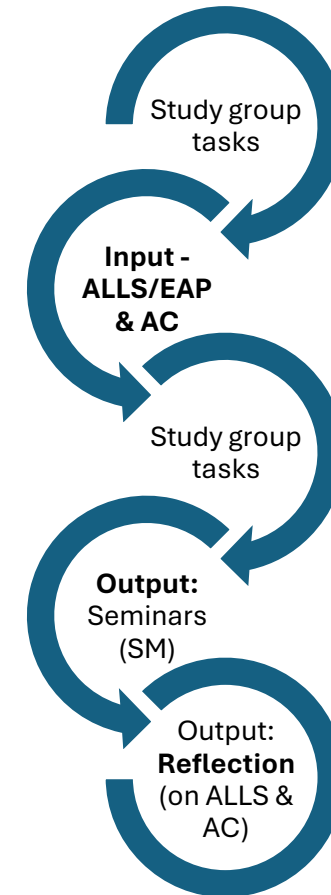 Study group
tasks
Input -
ALLS/EAP
& AC
Study group
tasks
Output:
Seminars
(SM)
Output:
Reflection
(on ALLS &
AC)